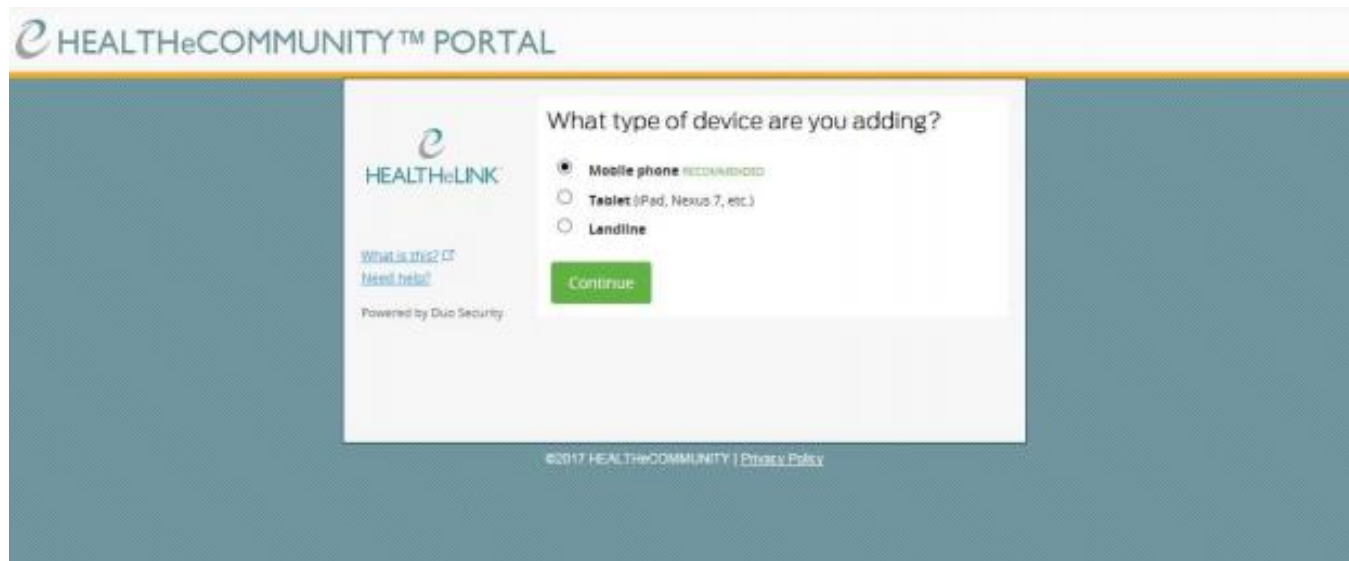 HEALTHeCOMMUNITY™ PORTAL
HEALTHeLINK
What is this?
Need help?
Powered by Duo Security
What type of device are you adding?
Mobile phone RECOMMENDED
Tablet (iPad, Nexus 7, etc.)
Landline
Continue
©2017 HEALTHeCOMMUNITY | Privacy Policy